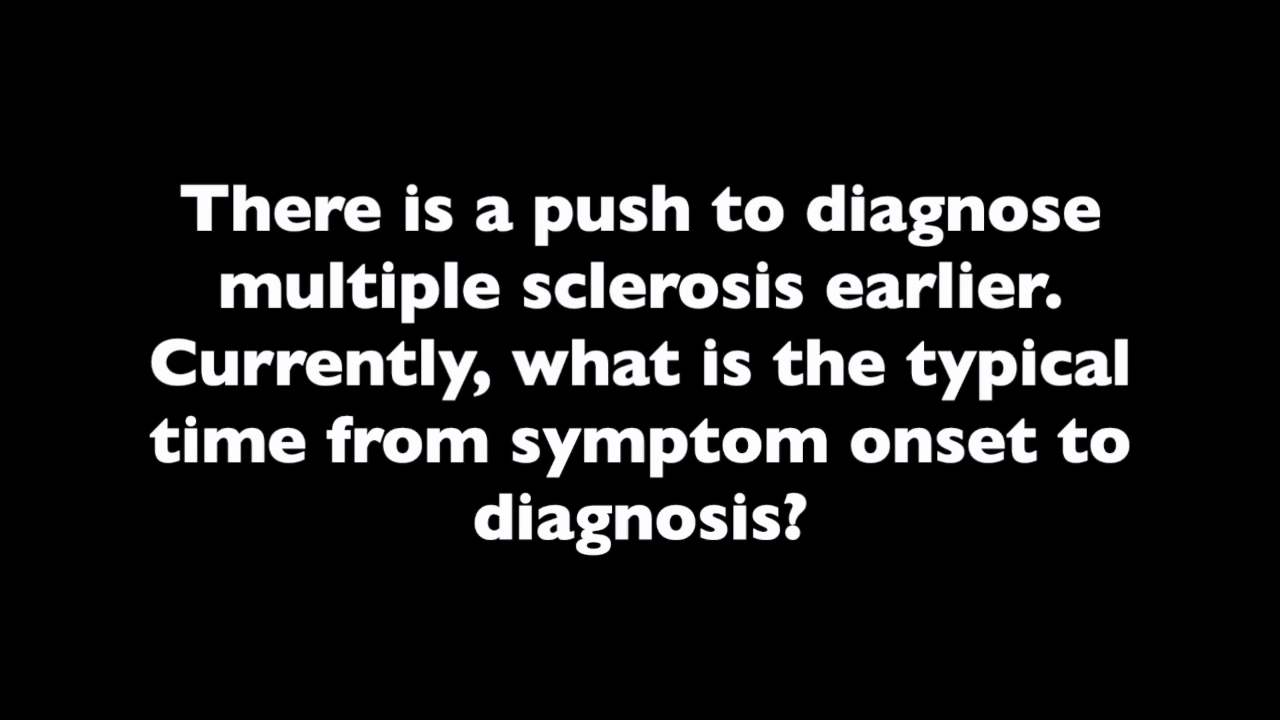 There is a push to diagnose
multiple sclerosis earlier.
Currently, what is the typical
time from symptom onset to
diagnosis?